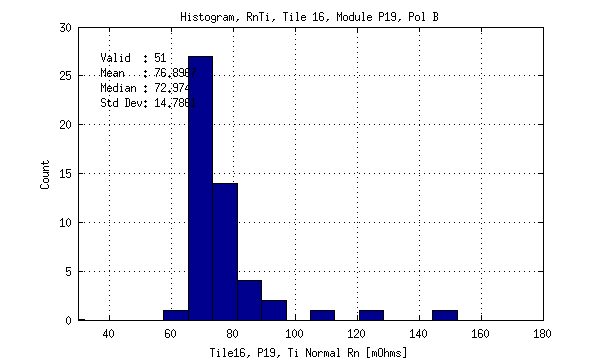 Histogram, RnTi, Tile 16, Module P19, Pol B
Valid : 51
Mean : 76.896
Median : 72.974
Std Dev: 14.786
Count
30
25
20
15
10
5
0
40 60 80 100 120 140 160 180
Tile16, P19, Ti Normal Rn [mOhms]